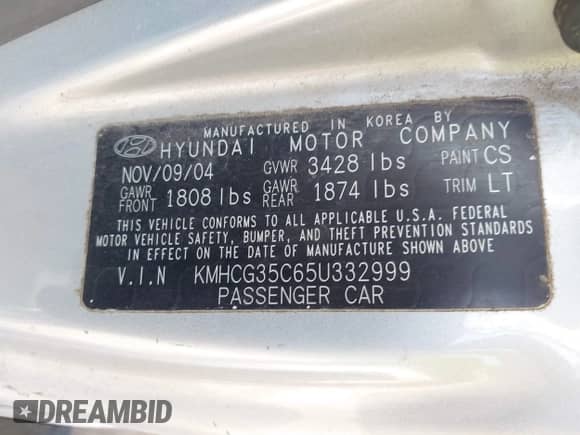 MANUFACTURED IN KOREA BY
HYUNDAI MOTOR COMPANY
NOV/09/04 GVWR 3428 lbs PAINT CS
GAWR FRONT 1808 lbs GAWR REAR 1874 lbs TRIM LT
THIS VEHICLE CONFORMS TO ALL APPLICABLE U.S.A. FEDERAL
MOTOR VEHICLE SAFETY, BUMPER, AND THEFT PREVENTION STANDARDS
IN EFFECT ON THE DATE OF MANUFACTURE SHOWN ABOVE
V.I.N KMHCG35C65U332999
PASSENGER CAR
DREAMBID